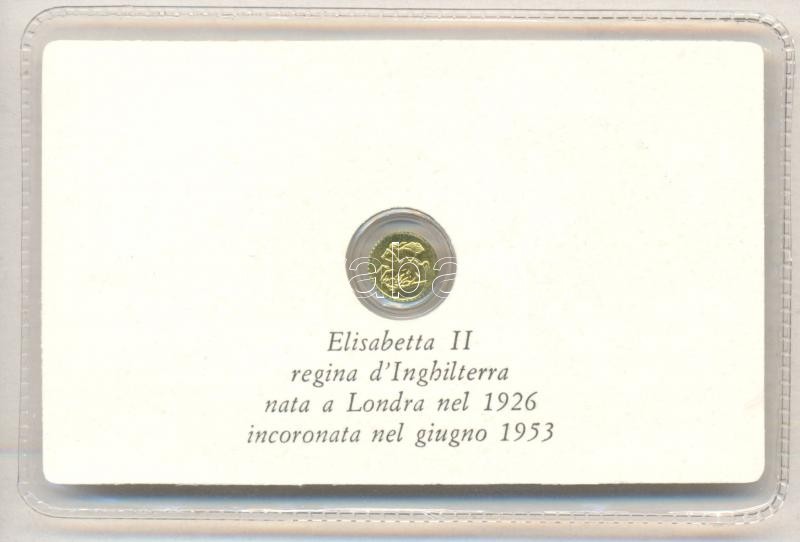 Elisabetta II
regina d'Inghilterra
nata a Londra nel 1926
incoronata nel giugno 1953